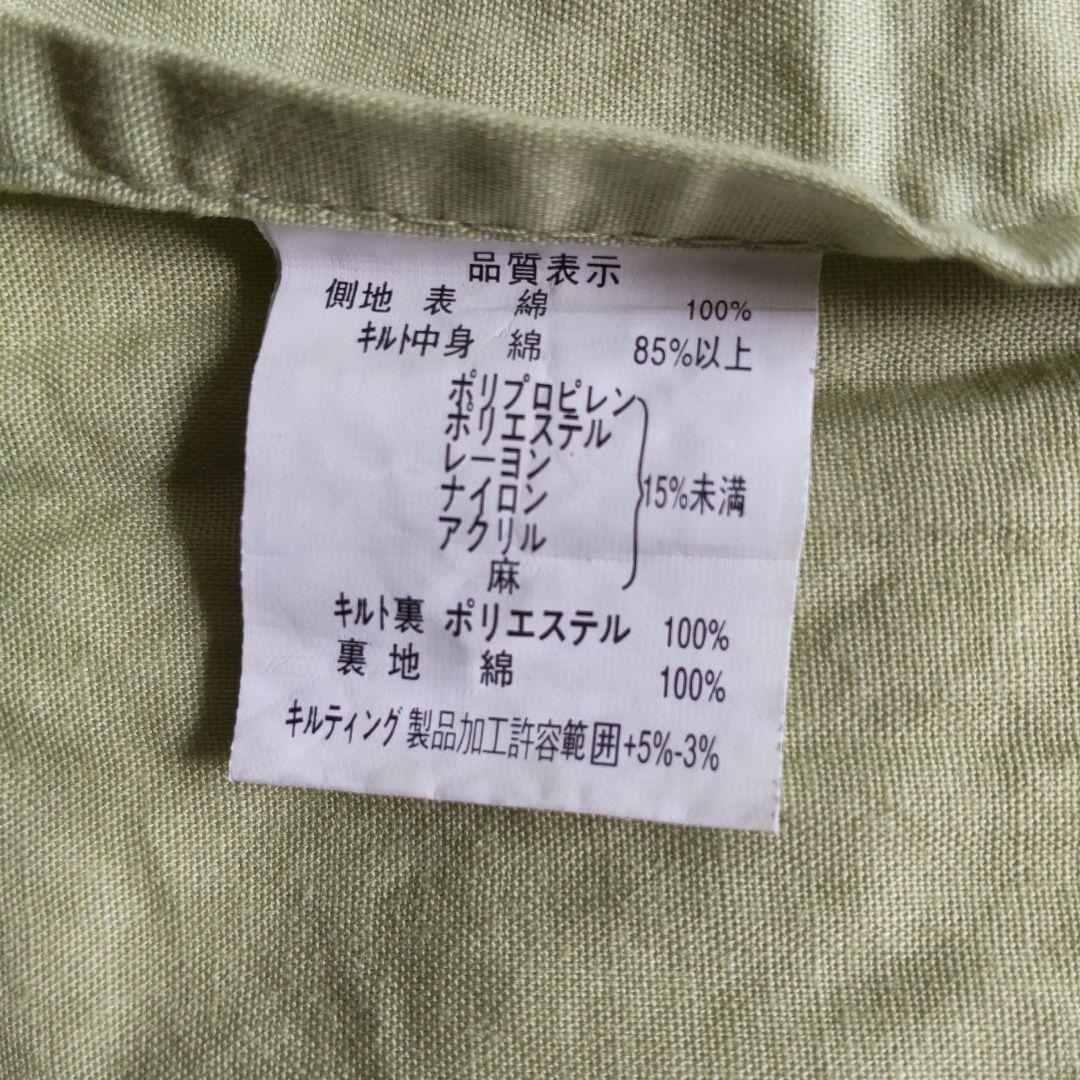 品質表示
側地 表 綿 100%
キルト中身 綿 85%以上
ポリプロピレン
ポリエステル
レーヨン
ナイロン 15%未満
アクリル
麻
キルト裏 ポリエステル 100%
裏地 綿 100%
キルティング製品加工許容範囲+5%-3%